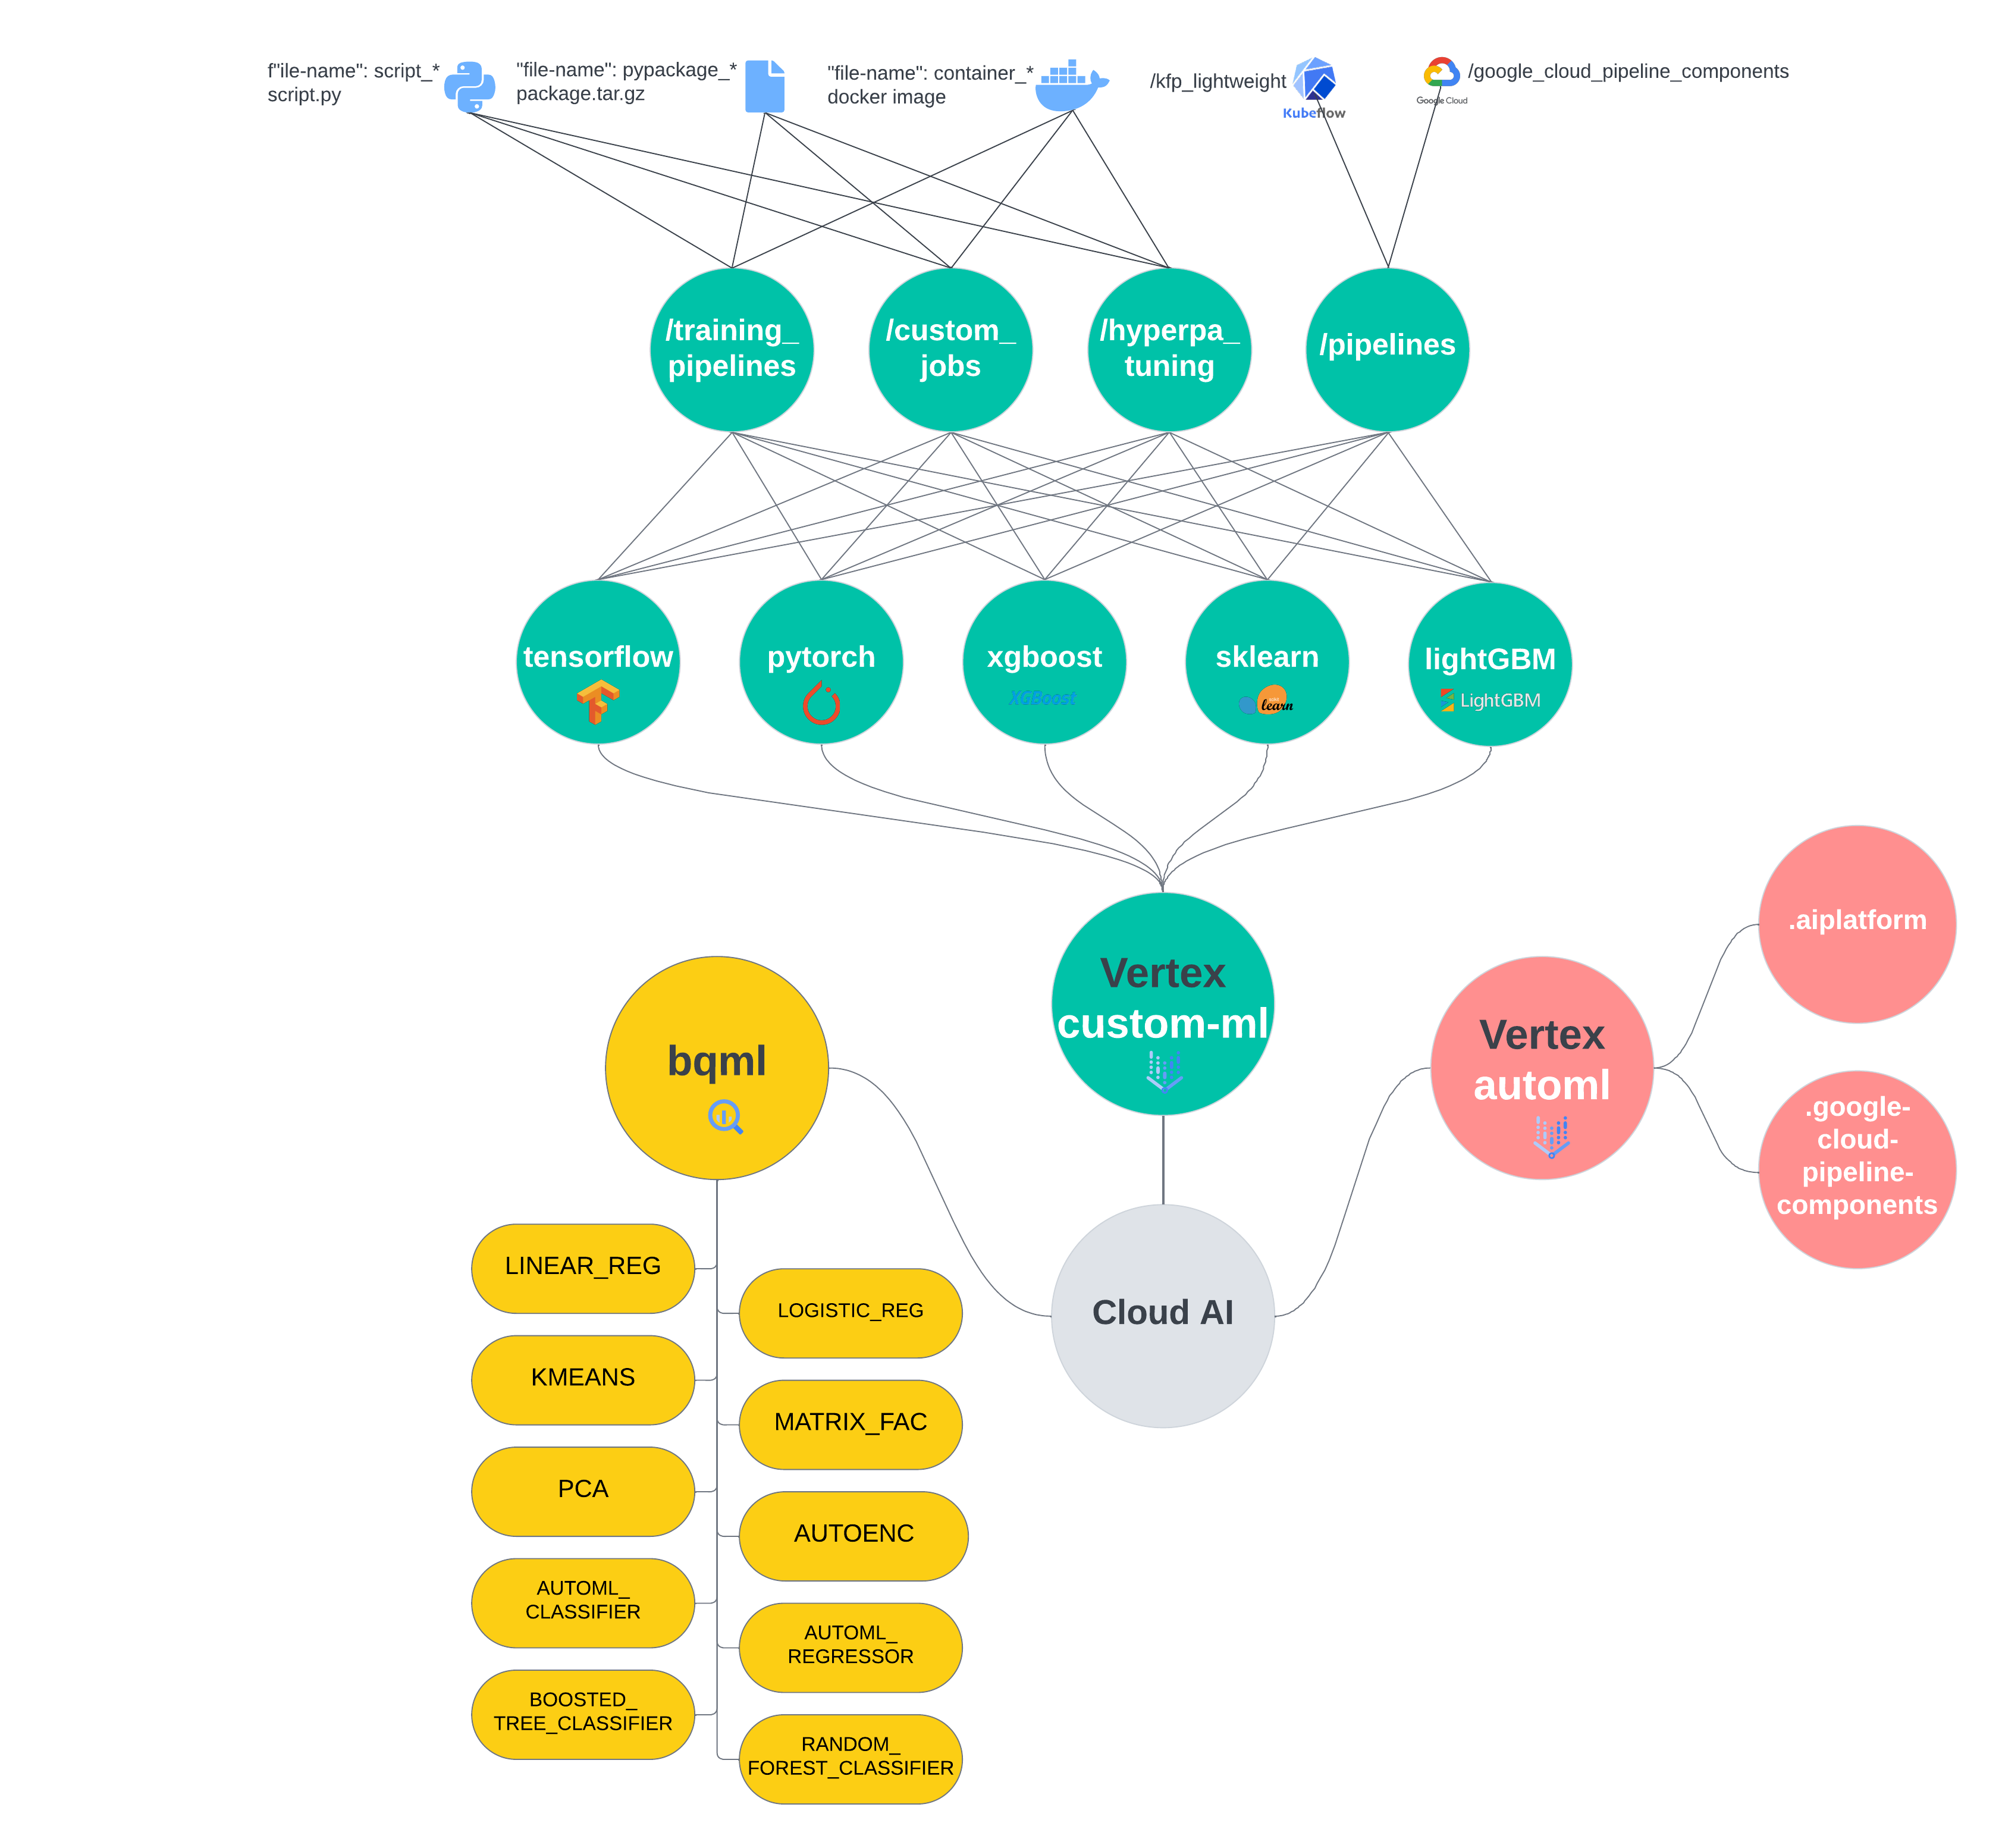 f"ile-name": script_*
script.py
"file-name": pypackage_*
package.tar.gz
"file-name": container_*
docker image
/kfp_lightweight
Kubeflow
Google Cloud
/google_cloud_pipeline_components
/training_
pipelines
/custom_
jobs
/hyperpa_
tuning
/pipelines
tensorflow
pytorch
xgboost
XGBoost
sklearn
learn
lightGBM
LightGBM
Vertex
custom-ml
bqml
Vertex
automl
.aiplatform
.google-
cloud-
pipeline-
components
Cloud AI
LINEAR_REG
LOGISTIC_REG
KMEANS
MATRIX_FAC
PCA
AUTOENC
AUTOML_
CLASSIFIER
AUTOML_
REGRESSOR
BOOSTED_
TREE_CLASSIFIER
RANDOM_
FOREST_CLASSIFIER